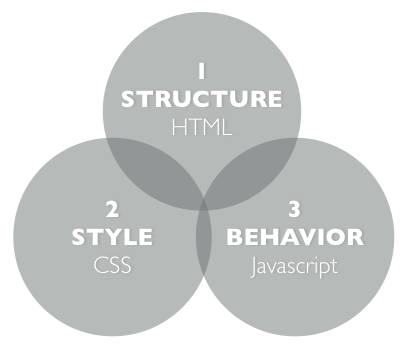 1
STRUCTURE
HTML
2
STYLE
CSS
3
BEHAVIOR
Javascript